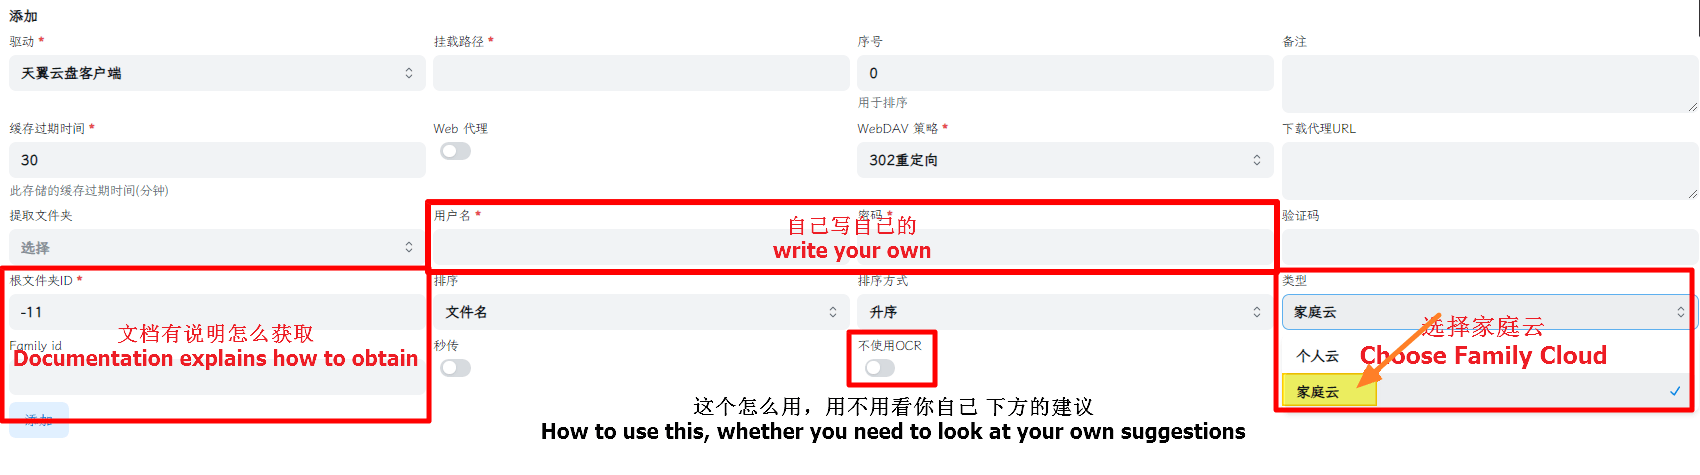 添加
驱动 *
挂载路径 *
序号
备注
天翼云盘客户端
0
用于排序
缓存过期时间 *
Web 代理
WebDAV 策略 *
下载代理URL
30
302重定向
此存储的缓存过期时间(分钟)
提取文件夹
用户名 *
密码 *
验证码
选择
自己写自己的
write your own
根文件夹ID *
排序
排序方式
类型
-11
文件名
升序
家庭云
文档有说明怎么获取
Documentation explains how to obtain
选择家庭云
Choose Family Cloud
Family id
秒传
不使用OCR
个人云
家庭云
添加
这个怎么用，用不用看你自己 下方的建议
How to use this, whether you need to look at your own suggestions